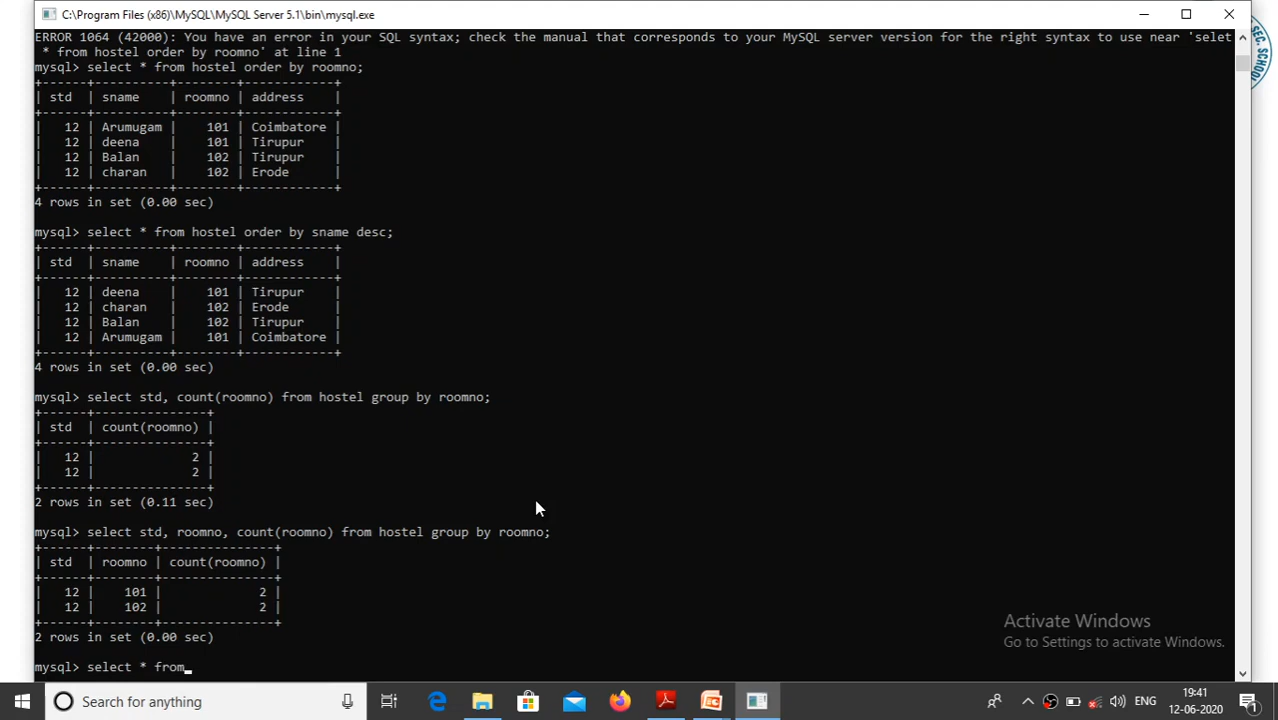 C:\Program Files (x86)\MySQL\MySQL Server 5.1\bin\mysql.exe
ERROR 1064 (42000): You have an error in your SQL syntax; check the manual that corresponds to your MySQL server version for the right syntax to use near 'selet
* from hostel order by roomno' at line 1
mysql> select * from hostel order by roomno;
+------+----------+--------+------------+
| std | sname | roomno | address |
+------+----------+--------+------------+
| 12 | Arumugam | 101 | Coimbatore |
| 12 | deena | 101 | Tirupur |
| 12 | Balan | 102 | Tirupur |
| 12 | charan | 102 | Erode |
+------+----------+--------+------------+
4 rows in set (0.00 sec)
mysql> select * from hostel order by sname desc;
+------+----------+--------+------------+
| std | sname | roomno | address |
+------+----------+--------+------------+
| 12 | deena | 101 | Tirupur |
| 12 | charan | 102 | Erode |
| 12 | Balan | 102 | Tirupur |
| 12 | Arumugam | 101 | Coimbatore |
+------+----------+--------+------------+
4 rows in set (0.00 sec)
mysql> select std, count(roomno) from hostel group by roomno;
+------+---------------+
| std | count(roomno) |
+------+---------------+
| 12 | 2 |
| 12 | 2 |
+------+---------------+
2 rows in set (0.11 sec)
mysql> select std, roomno, count(roomno) from hostel group by roomno;
+------+--------+---------------+
| std | roomno | count(roomno) |
+------+--------+---------------+
| 12 | 101 | 2 |
| 12 | 102 | 2 |
+------+--------+---------------+
2 rows in set (0.00 sec)
mysql> select * from_
Activate Windows
Go to Settings to activate Windows.
Search for anything
ENG
19:41
12-06-2020
SEC. SCHOOL